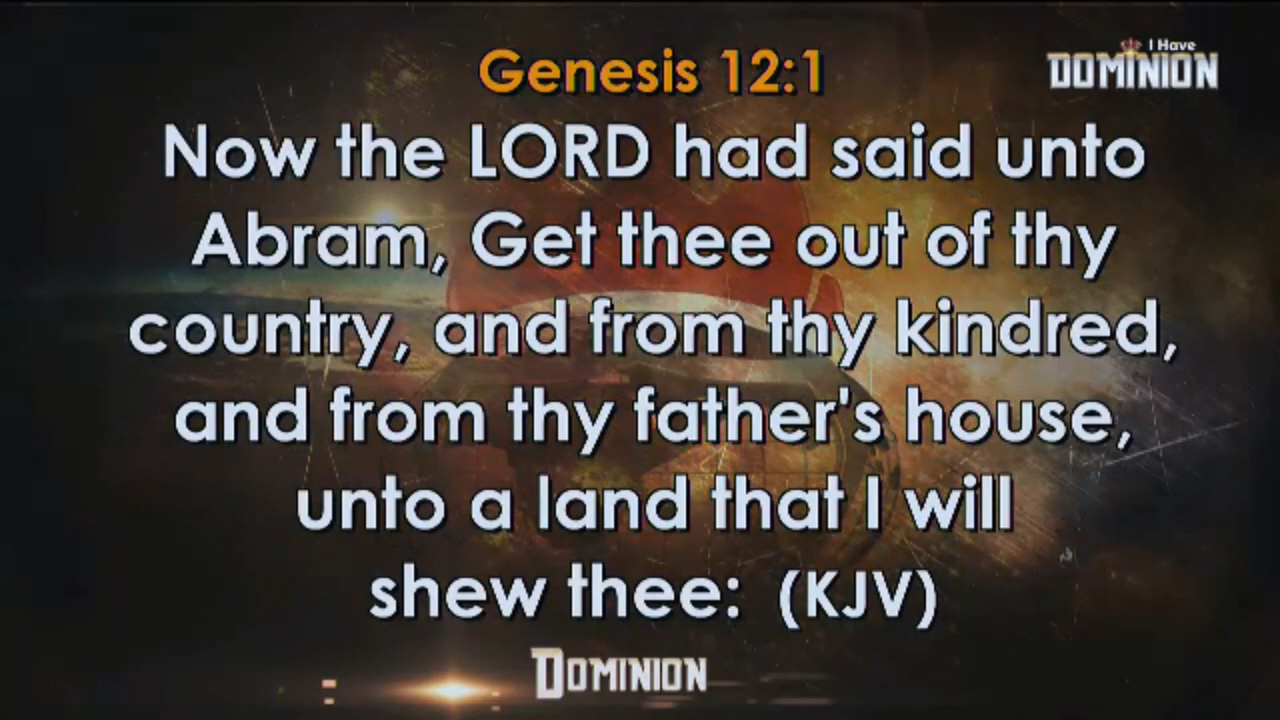 Genesis 12:1
I Have
DOMINION
Now the LORD had said unto
Abram, Get thee out of thy
country, and from thy kindred,
and from thy father's house,
unto a land that I will
shew thee: (KJV)
DOMINION